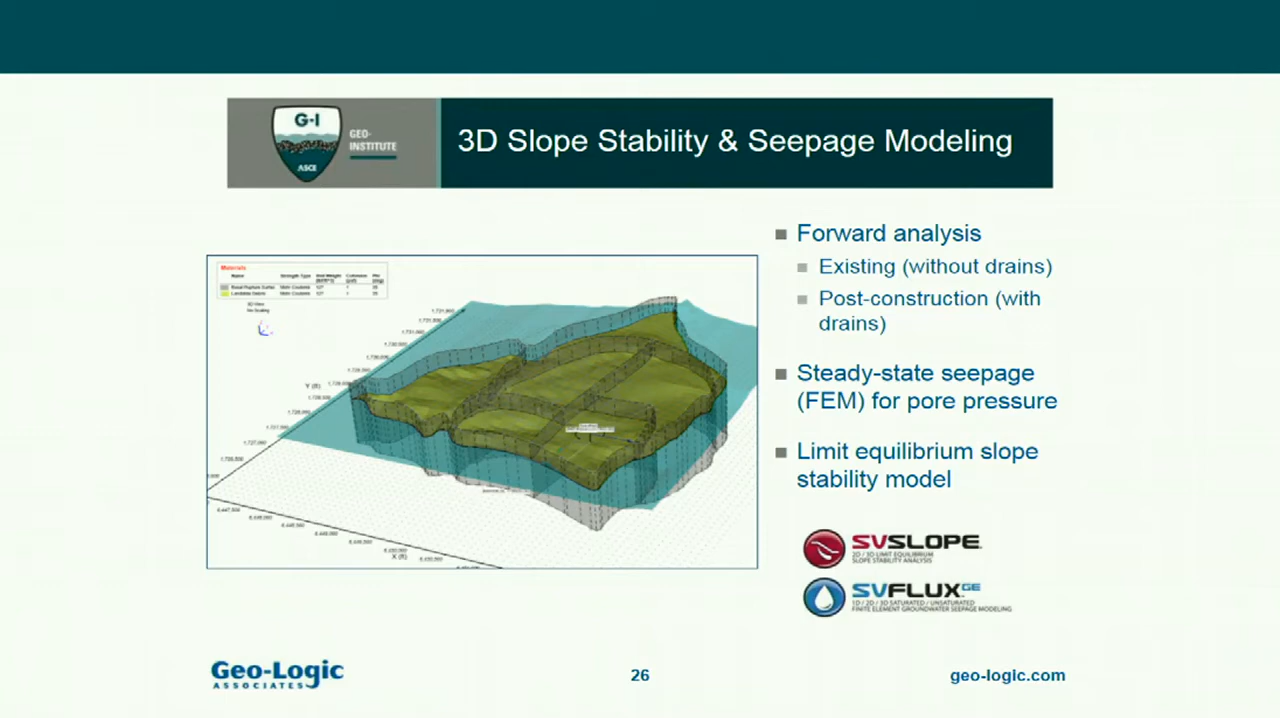 G-I
GEO-
INSTITUTE
ASCE
3D Slope Stability & Seepage Modeling
Forward analysis
Existing (without drains)
Post-construction (with
drains)
Steady-state seepage
(FEM) for pore pressure
Limit equilibrium slope
stability model
Materials
Name
Strength Type
Y (ft)
X (ft)
SVSLOPE
2D / 3D LIMIT EQUILIBRIUM
SLOPE STABILITY ANALYSIS
SVFLUX GE
1D / 2D / 3D SATURATED / UNSATURATED
FINITE ELEMENT GROUNDWATER SEEPAGE MODELING
Geo-Logic
ASSOCIATES
26
geo-logic.com